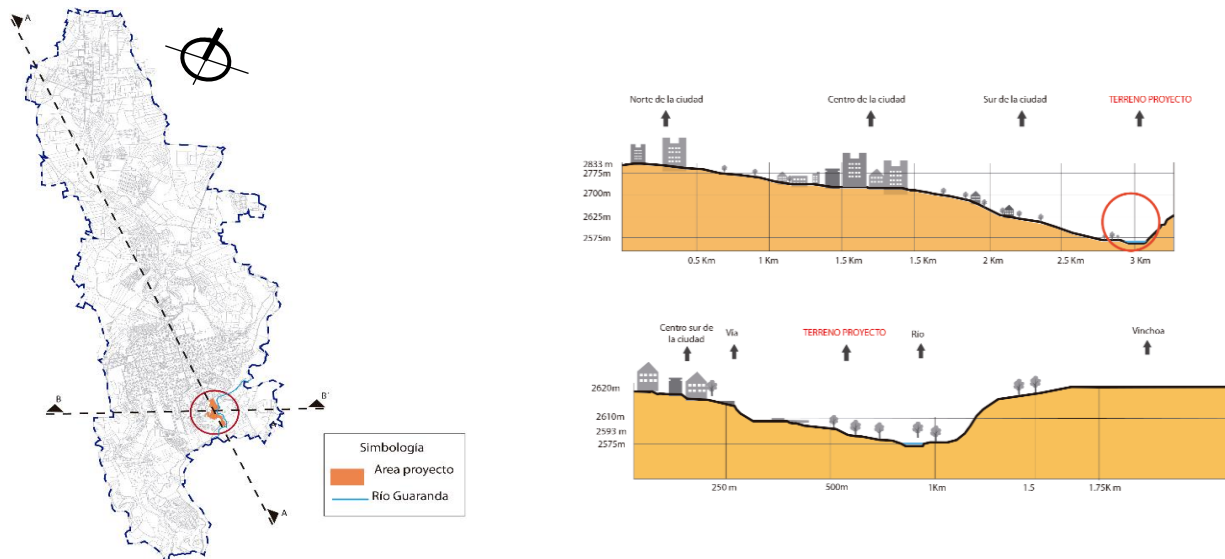 A
B
B'
A
Simbología
Area proyecto
Río Guaranda
Norte de la ciudad
Centro de la ciudad
Sur de la ciudad
TERRENO PROYECTO
2833 m
2775m
2700m
2625m
2575m
0.5 Km
1 Km
1.5 Km
1.5 Km
2 Km
2.5 Km
3 Km
Centro sur de
la ciudad
Vía
TERRENO PROYECTO
Río
Vinchoa
2620m
2610m
2593 m
2575m
250 m
500m
1Km
1.5
1.75K m